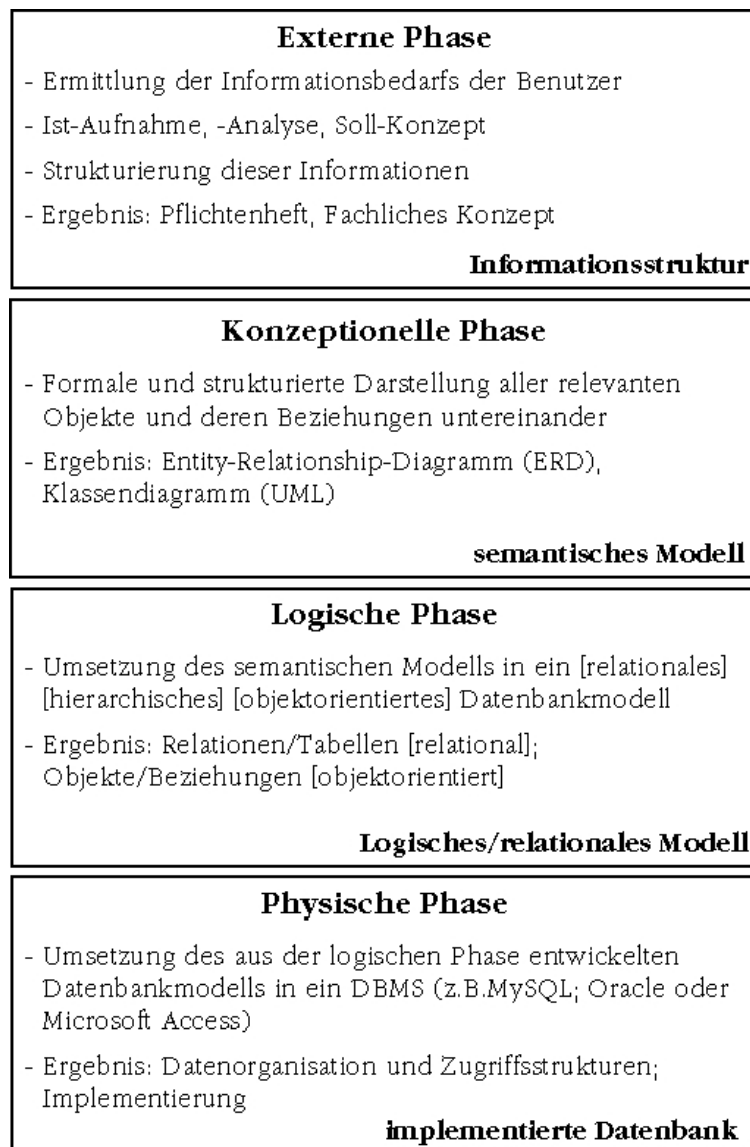 Externe Phase
- Ermittlung der Informationsbedarfs der Benutzer
- Ist-Aufnahme, -Analyse, Soll-Konzept
- Strukturierung dieser Informationen
- Ergebnis: Pflichtenheft, Fachliches Konzept
Informationsstruktur
Konzeptionelle Phase
- Formale und strukturierte Darstellung aller relevanten
Objekte und deren Beziehungen untereinander
- Ergebnis: Entity-Relationship-Diagramm (ERD),
Klassendiagramm (UML)
semantisches Modell
Logische Phase
- Umsetzung des semantischen Modells in ein [relationales]
[hierarchisches] [objektorientiertes] Datenbankmodell
- Ergebnis: Relationen/Tabellen [relational];
Objekte/Beziehungen [objektorientiert]
Logisches/relationales Modell
Physische Phase
- Umsetzung des aus der logischen Phase entwickelten
Datenbankmodells in ein DBMS (z.B.MySQL; Oracle oder
Microsoft Access)
- Ergebnis: Datenorganisation und Zugriffsstrukturen;
Implementierung
implementierte Datenbank